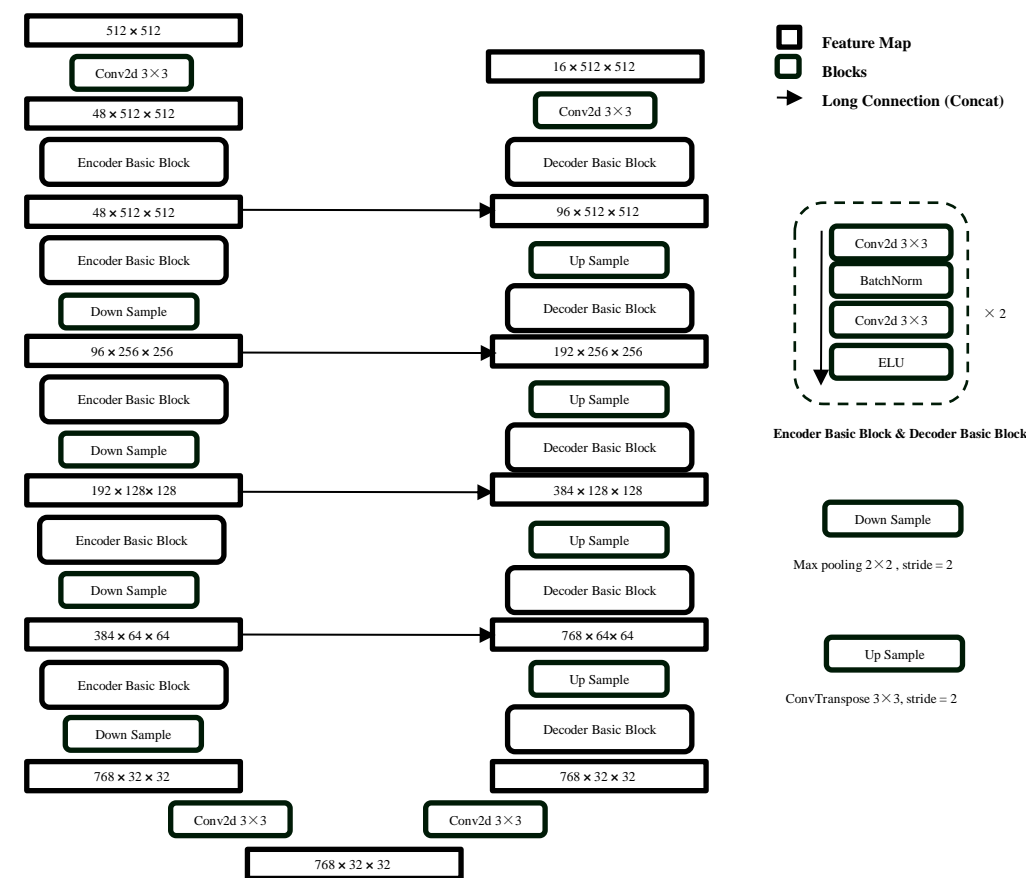 512 × 512
Conv2d 3×3
48 × 512 × 512
Encoder Basic Block
48 × 512 × 512
Encoder Basic Block
Down Sample
96 × 256 × 256
Encoder Basic Block
Down Sample
192 × 128× 128
Encoder Basic Block
Down Sample
384 × 64 × 64
Encoder Basic Block
Down Sample
768 × 32 × 32
Conv2d 3×3
768 × 32 × 32
16 × 512 × 512
Conv2d 3×3
Decoder Basic Block
96 × 512 × 512
Up Sample
Decoder Basic Block
192 × 256 × 256
Up Sample
Decoder Basic Block
384 × 128 × 128
Up Sample
Decoder Basic Block
768 × 64× 64
Up Sample
Decoder Basic Block
768 × 32 × 32
Conv2d 3×3
Feature Map
Blocks
Long Connection (Concat)
Conv2d 3×3
BatchNorm
Conv2d 3×3
ELU
× 2
Encoder Basic Block & Decoder Basic Block
Down Sample
Max pooling 2×2 , stride = 2
Up Sample
ConvTranspose 3×3, stride = 2